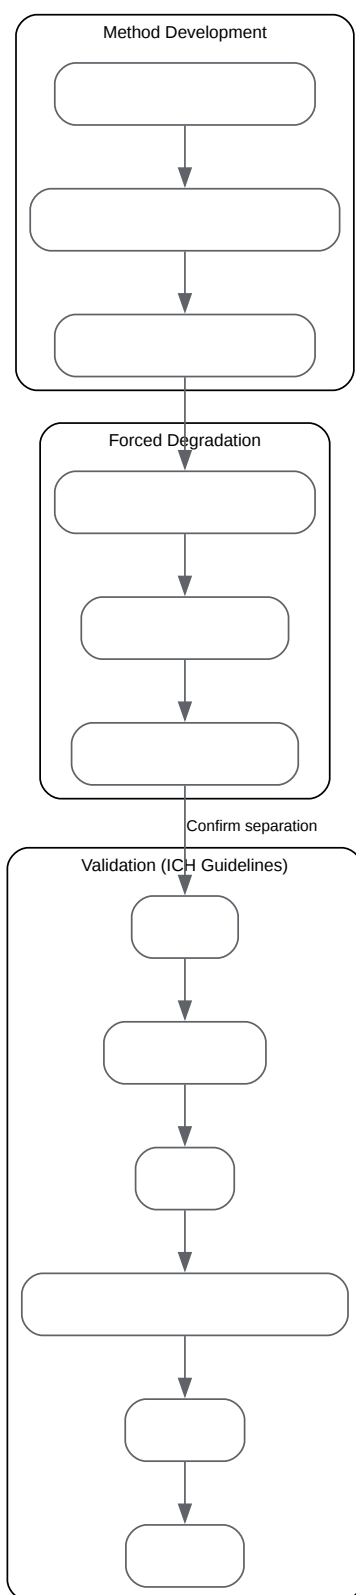 Method Development
Forced Degradation
Confirm separation
Validation (ICH Guidelines)